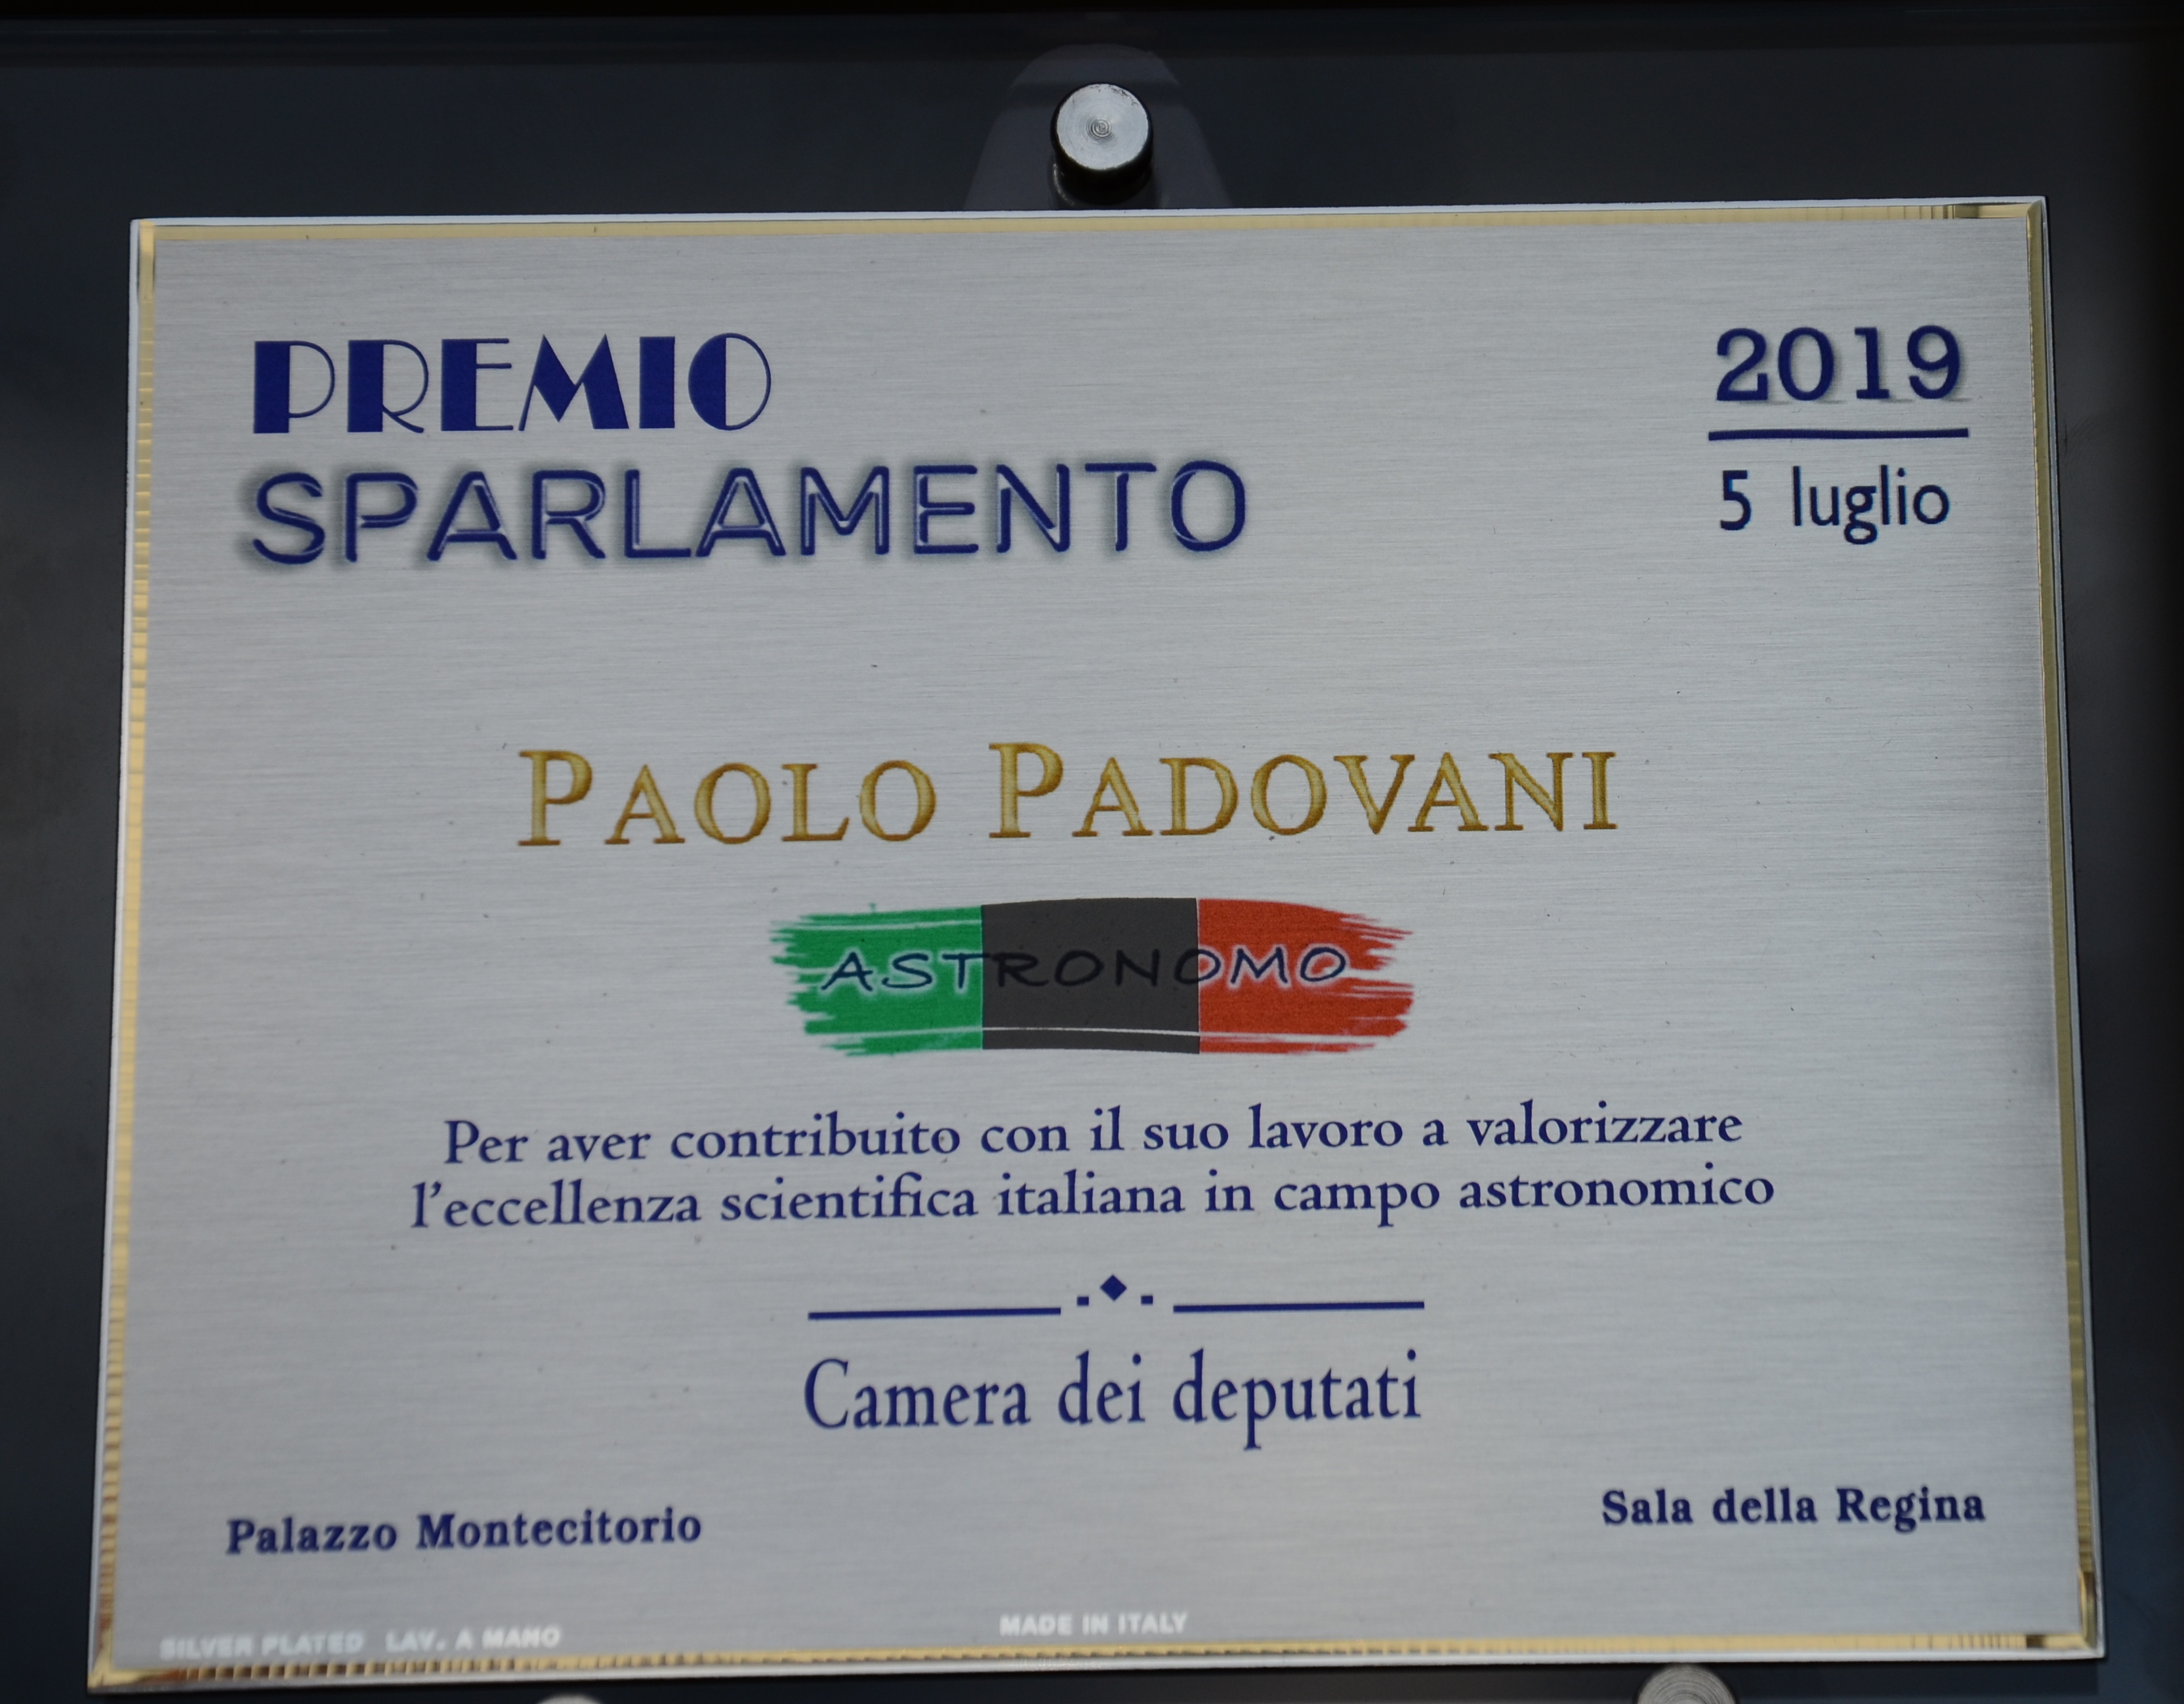 PREMIO
SPARLAMENTO
2019
5 luglio
PAOLO PADOVANI
ASTRONOMO
Per aver contribuito con il suo lavoro a valorizzare
l'eccellenza scientifica italiana in campo astronomico
Camera dei deputati
Palazzo Montecitorio
Sala della Regina
SILVER PLATED LAV. A MANO
MADE IN ITALY